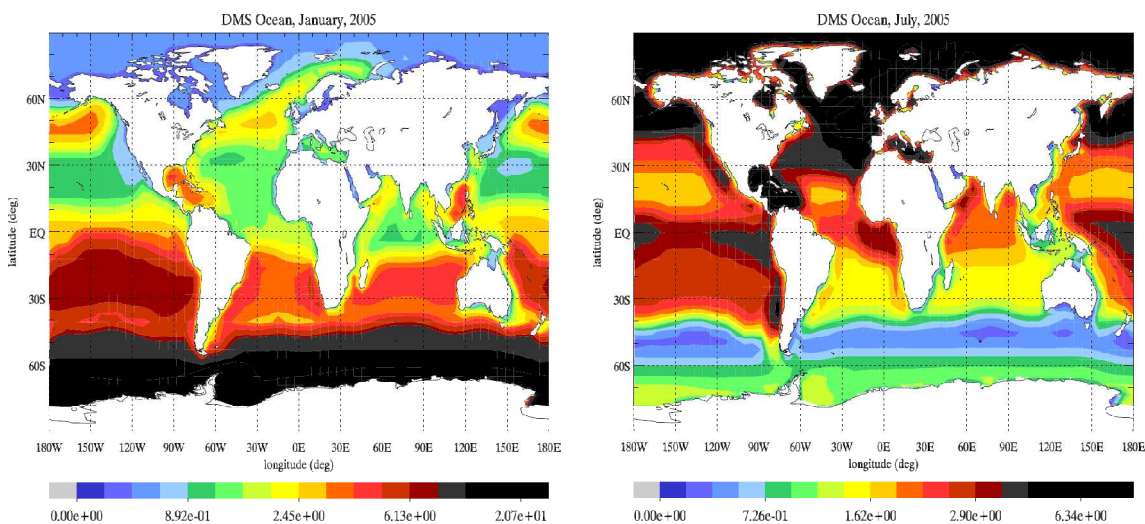 DMS Ocean, January, 2005
60N
30N
EQ
30S
60S
latitude (deg)
180W 150W 120W 90W 60W 30W 0E 30E 60E 90E 120E 150E 180E
longitude (deg)
0.00e+00 8.92e-01 2.45e+00 6.13e+00 2.07e+01
DMS Ocean, July, 2005
60N
30N
EQ
30S
60S
latitude (deg)
180W 150W 120W 90W 60W 30W 0E 30E 60E 90E 120E 150E 180E
longitude (deg)
0.00e+00 7.26e-01 1.62e+00 2.90e+00 6.34e+00